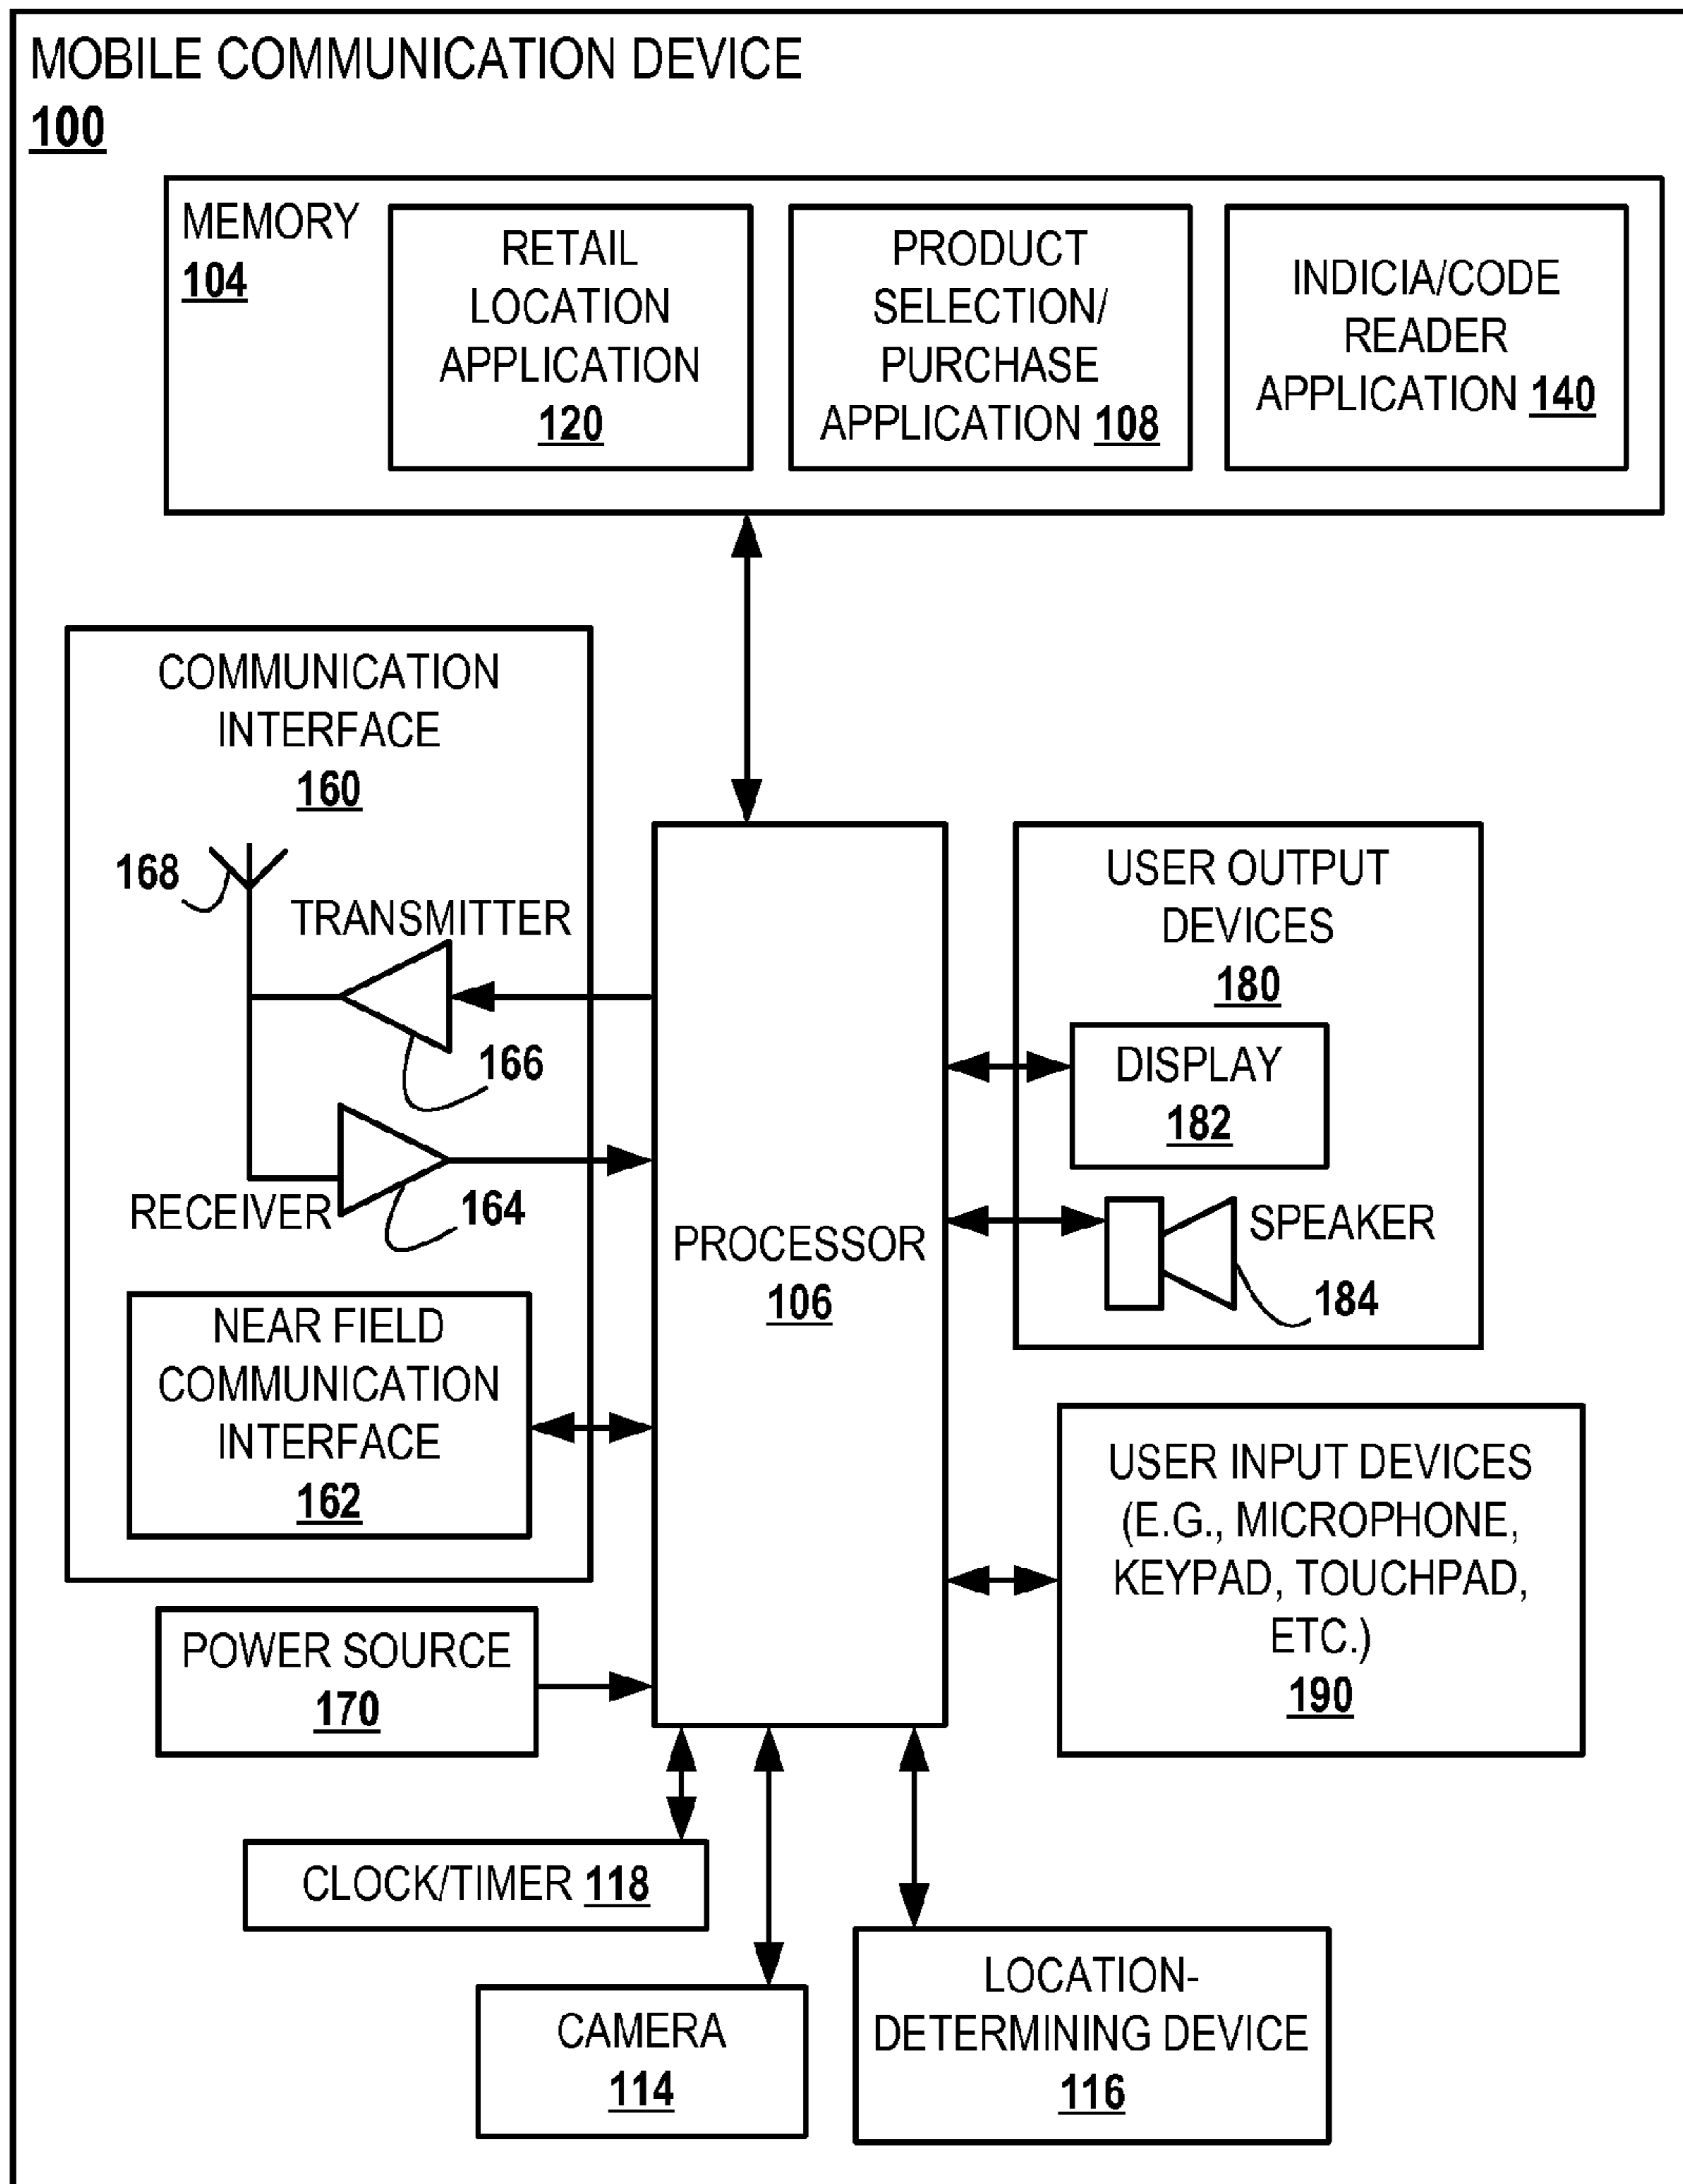 MOBILE COMMUNICATION DEVICE
100
MEMORY
104
RETAIL
LOCATION
APPLICATION
120
PRODUCT
SELECTION/
PURCHASE
APPLICATION 108
INDICIA/CODE
READER
APPLICATION 140
COMMUNICATION
INTERFACE
160
168
TRANSMITTER
166
RECEIVER
164
NEAR FIELD
COMMUNICATION
INTERFACE
162
PROCESSOR
106
USER OUTPUT
DEVICES
180
DISPLAY
182
SPEAKER
184
USER INPUT DEVICES
(E.G., MICROPHONE,
KEYPAD, TOUCHPAD,
ETC.)
190
POWER SOURCE
170
CLOCK/TIMER 118
CAMERA
114
LOCATION-
DETERMINING DEVICE
116